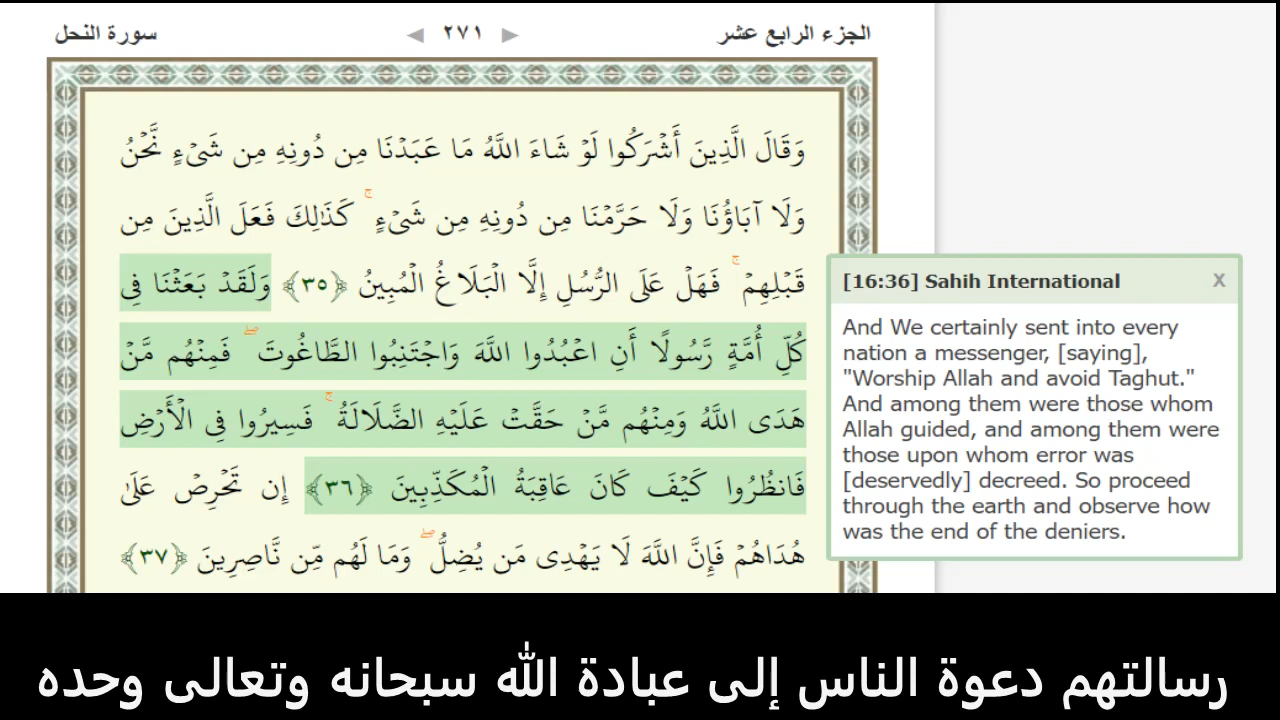 الجزء الرابع عشر
◀ ٢٧١ ▶
سورة النحل
وَقَالَ الَّذِينَ أَشْرَكُوا لَوْ شَاءَ اللَّهُ مَا عَبَدْنَا مِن دُونِهِ مِن شَيْءٍ نَّحْنُ
وَلَا آبَاؤُنَا وَلَا حَرَّمْنَا مِن دُونِهِ مِن شَيْءٍ ۚ كَذَٰلِكَ فَعَلَ الَّذِينَ مِن
قَبْلِهِمْ ۚ فَهَلْ عَلَى الرُّسُلِ إِلَّا الْبَلَاغُ الْمُبِينُ ﴿٣٥﴾ وَلَقَدْ بَعَثْنَا فِي
كُلِّ أُمَّةٍ رَّسُولًا أَنِ اعْبُدُوا اللَّهَ وَاجْتَنِبُوا الطَّاغُوتَ ۖ فَمِنْهُم مَّنْ
هَدَى اللَّهُ وَمِنْهُم مَّنْ حَقَّتْ عَلَيْهِ الضَّلَالَةُ ۚ فَسِيرُوا فِي الْأَرْضِ
فَانظُرُوا كَيْفَ كَانَ عَاقِبَةُ الْمُكَذِّبِينَ ﴿٣٦﴾ إِن تَحْرِصْ عَلَىٰ
هُدَاهُمْ فَإِنَّ اللَّهَ لَا يَهْدِي مَن يُضِلُّ ۖ وَمَا لَهُم مِّن نَّاصِرِينَ ﴿٣٧﴾
[16:36] Sahih International X
And We certainly sent into every
nation a messenger, [saying],
"Worship Allah and avoid Taghut."
And among them were those whom
Allah guided, and among them were
those upon whom error was
[deservedly] decreed. So proceed
through the earth and observe how
was the end of the deniers.
رسالتهم دعوة الناس إلى عبادة الله سبحانه وتعالى وحده